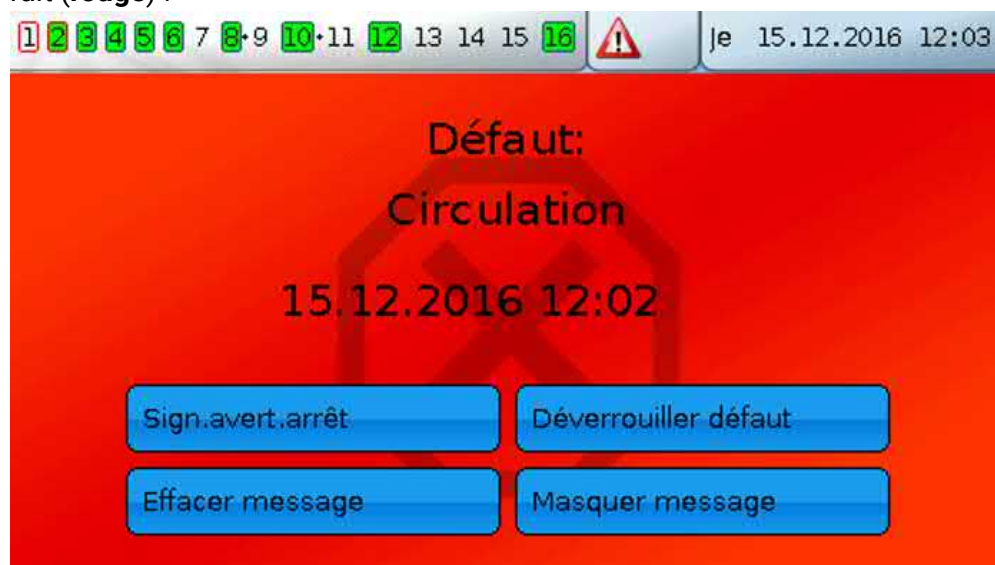 1 2 3 4 5 6 7 8·9 10·11 12 13 14 15 16 Je 15.12.2016 12:03
Défaut:
Circulation
15.12.2016 12:02
Sign.avert.arrêt Déverrouiller défaut
Effacer message Masquer message